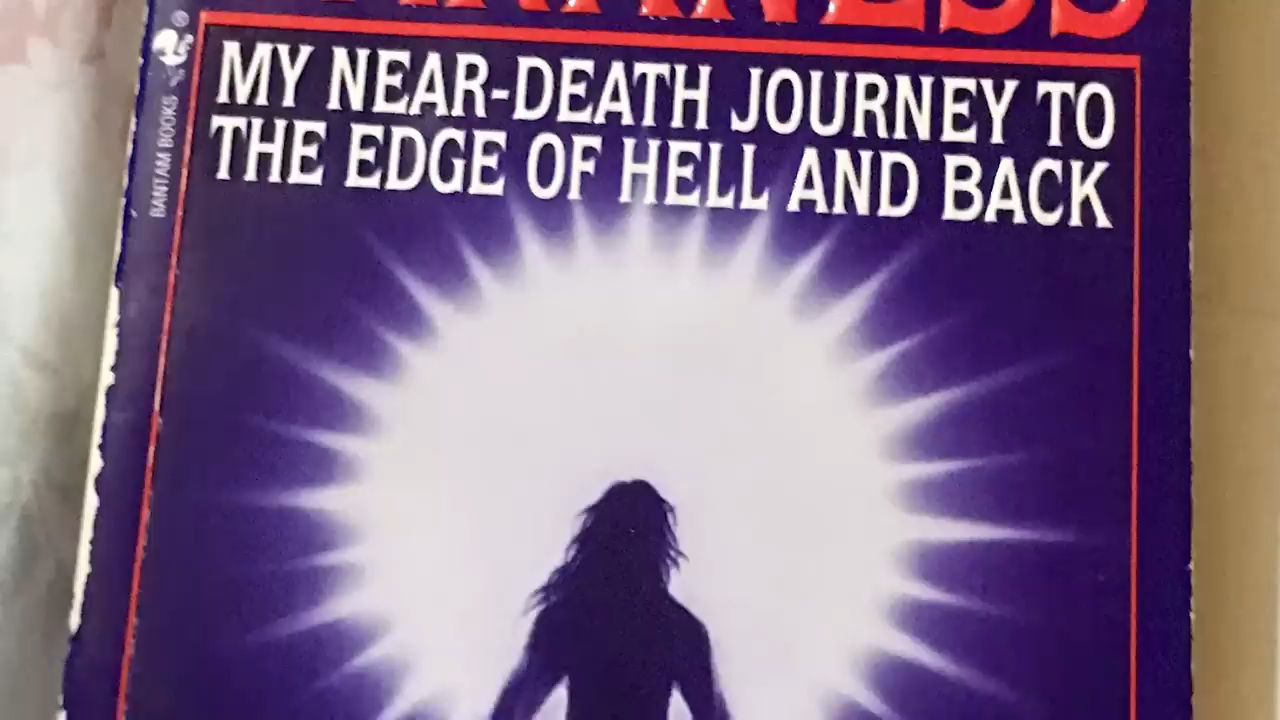 MY NEAR-DEATH JOURNEY TO
THE EDGE OF HELL AND BACK
BANTAM BOOKS